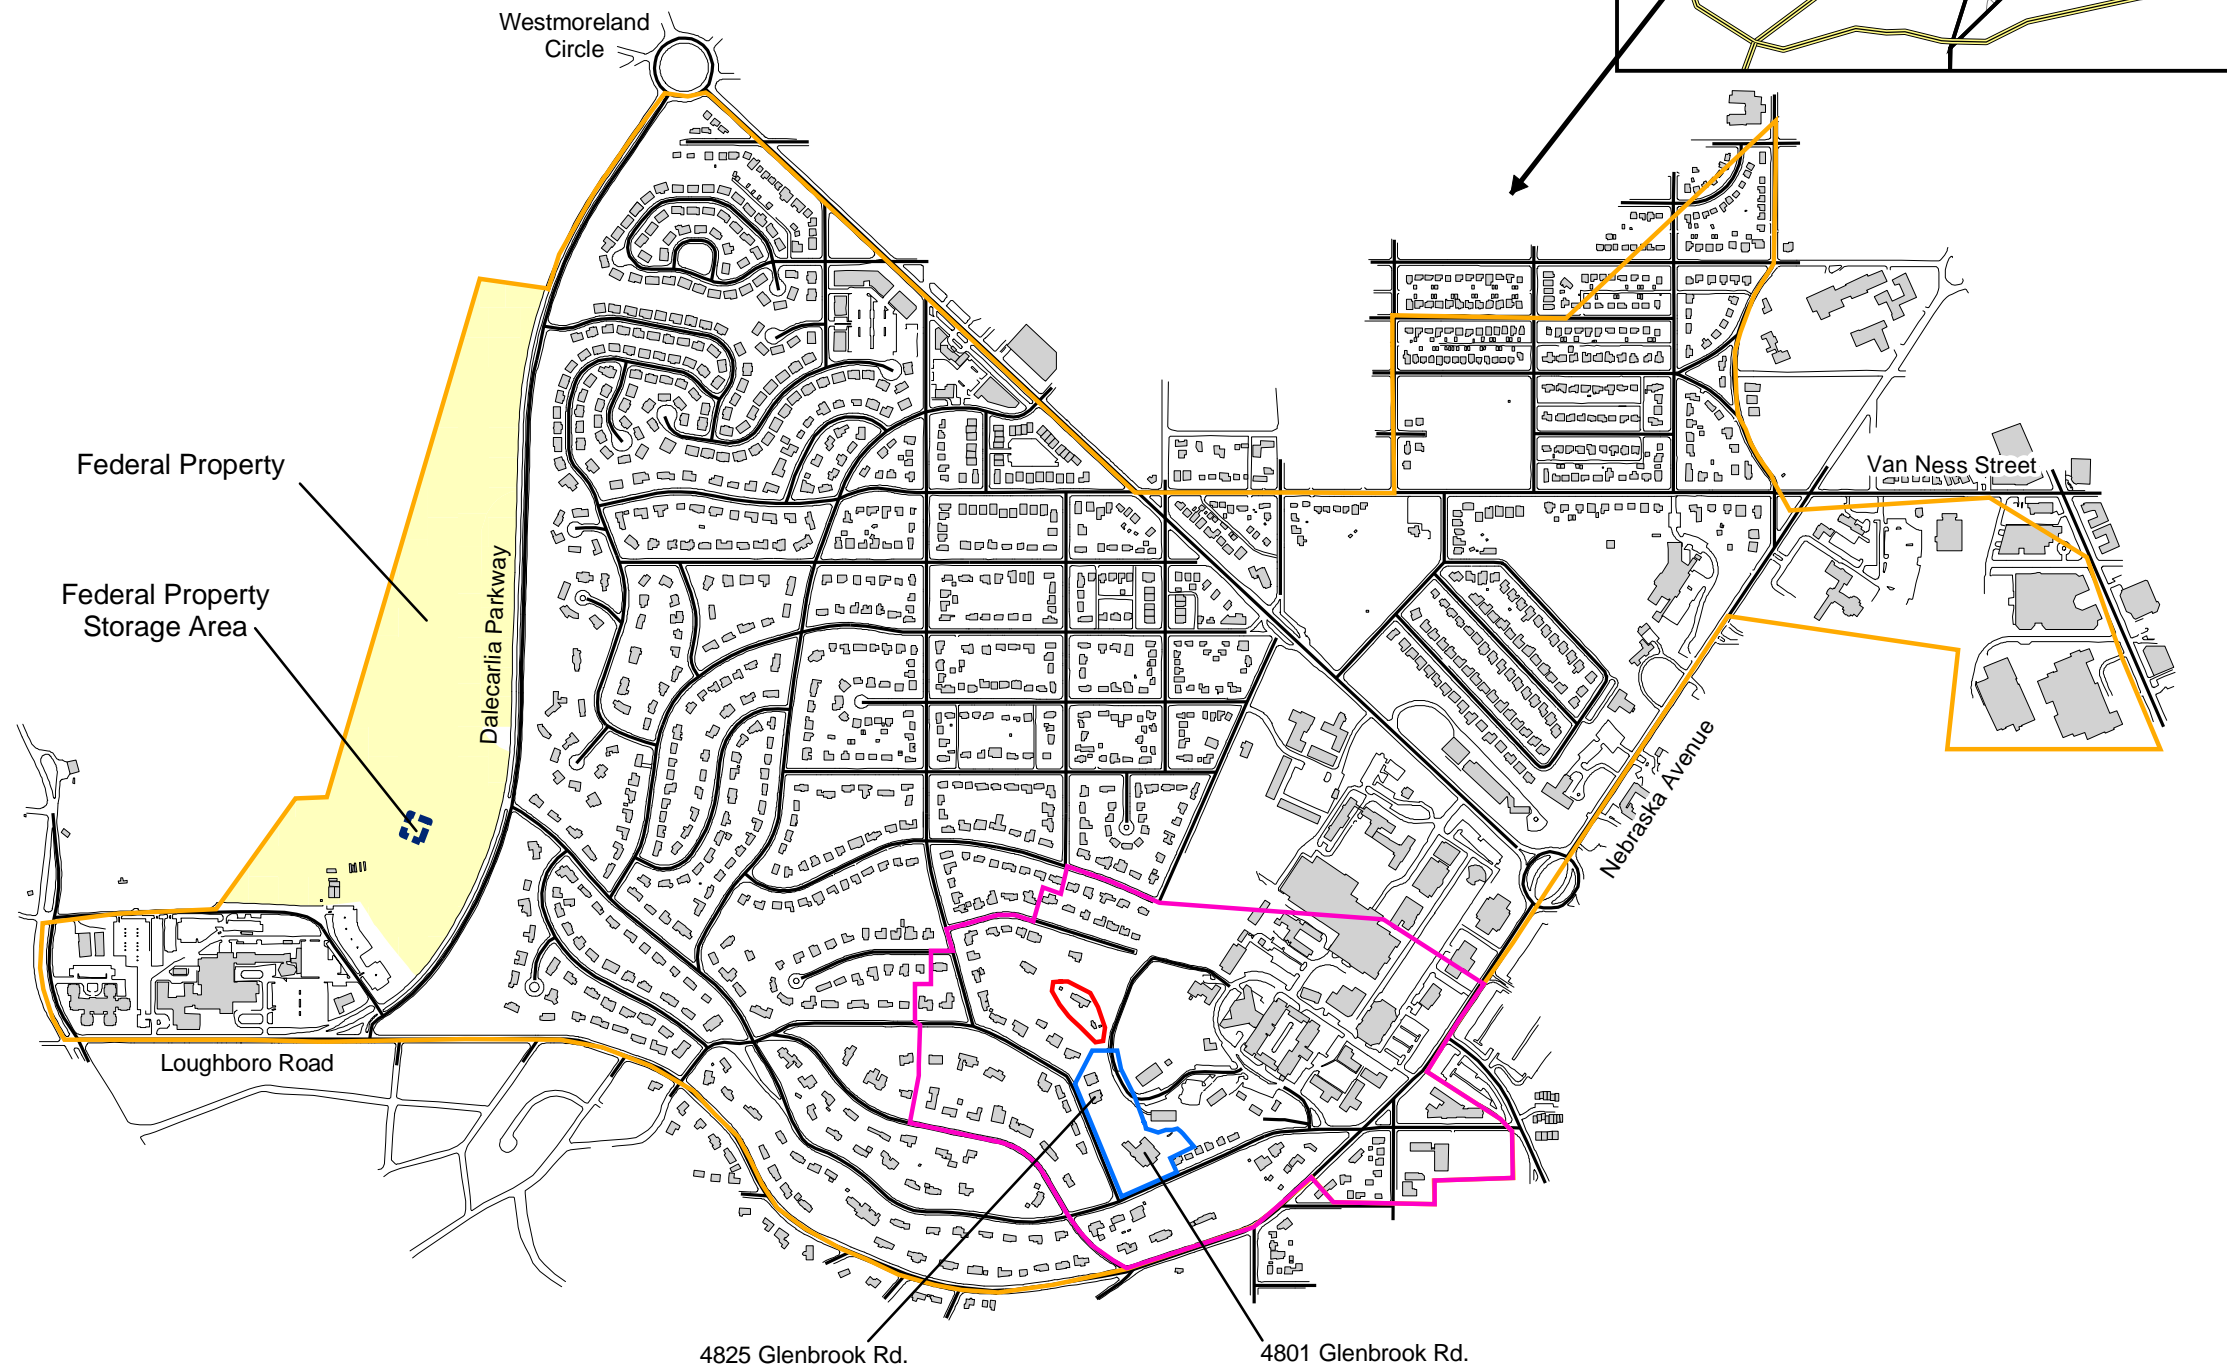 Westmoreland
Circle
Federal Property
Van Ness Street
Federal Property
Storage Area
Dalecarlia Parkway
Nebraska Avenue
Loughboro Road
4825 Glenbrook Rd.
4801 Glenbrook Rd.